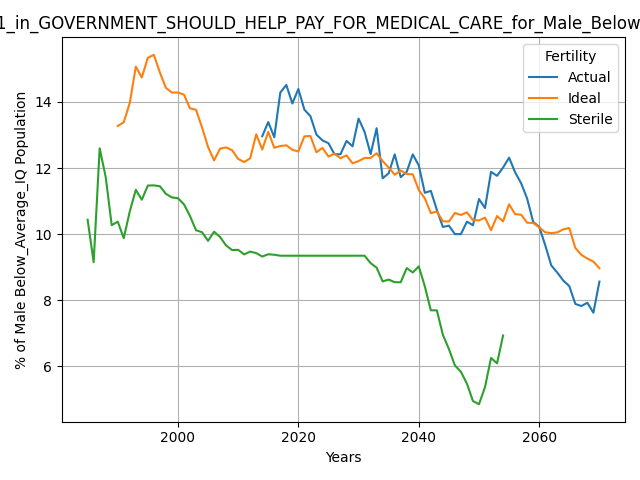 1_in_GOVERNMENT_SHOULD_HELP_PAY_FOR_MEDICAL_CARE_for_Male_Below
% of Male Below_Average_IQ Population
14
12
10
8
6
2000
2020
2040
2060
Years
Fertility
Actual
Ideal
Sterile